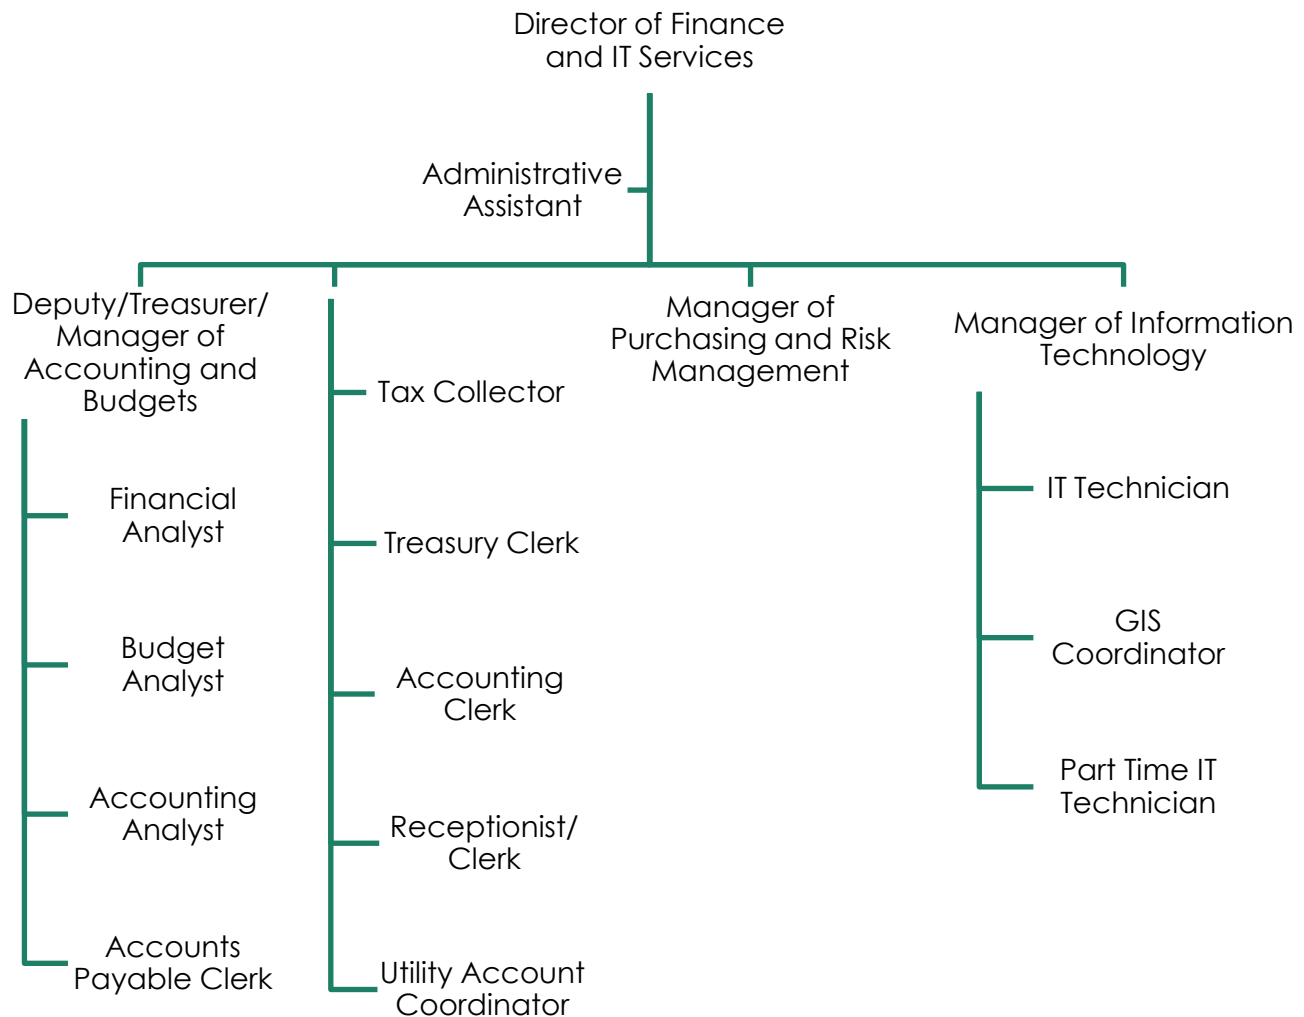 Director of Finance
and IT Services
Administrative
Assistant
Deputy/Treasurer/
Manager of
Accounting and
Budgets
Financial
Analyst
Budget
Analyst
Accounting
Analyst
Accounts
Payable Clerk
Tax Collector
Treasury Clerk
Accounting
Clerk
Receptionist/
Clerk
Utility Account
Coordinator
Manager of
Purchasing and Risk
Management
Manager of Information
Technology
IT Technician
GIS
Coordinator
Part Time IT
Technician